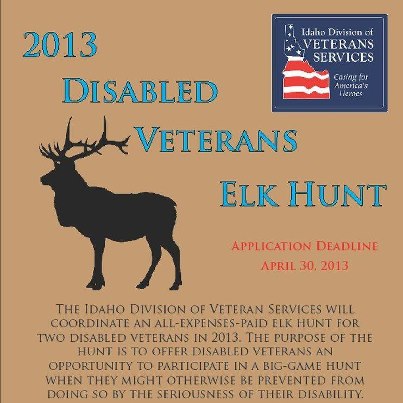 2013
Idaho Division of
VETERANS
SERVICES
Caring for
America's
Heroes
DISABLED
VETERANS
ELK HUNT
APPLICATION DEADLINE
APRIL 30, 2013
THE IDAHO DIVISION OF VETERAN SERVICES WILL
COORDINATE AN ALL-EXPENSES-PAID ELK HUNT FOR
TWO DISABLED VETERANS IN 2013. THE PURPOSE OF THE
HUNT IS TO OFFER DISABLED VETERANS AN
OPPORTUNITY TO PARTICIPATE IN A BIG-GAME HUNT
WHEN THEY MIGHT OTHERWISE BE PREVENTED FROM
DOING SO BY THE SERIOUSNESS OF THEIR DISABILITY.